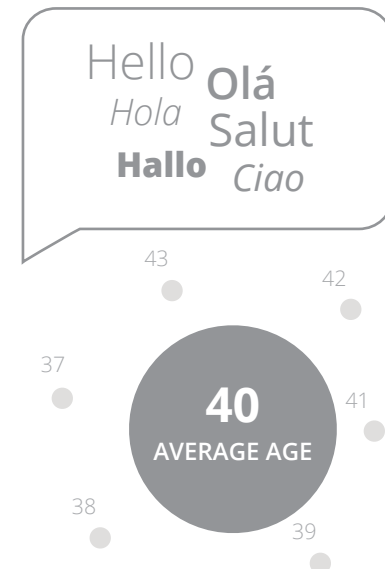 Hello
Olá
Hola
Salut
Hallo
Ciao
43
42
37
40
AVERAGE AGE
41
38
39